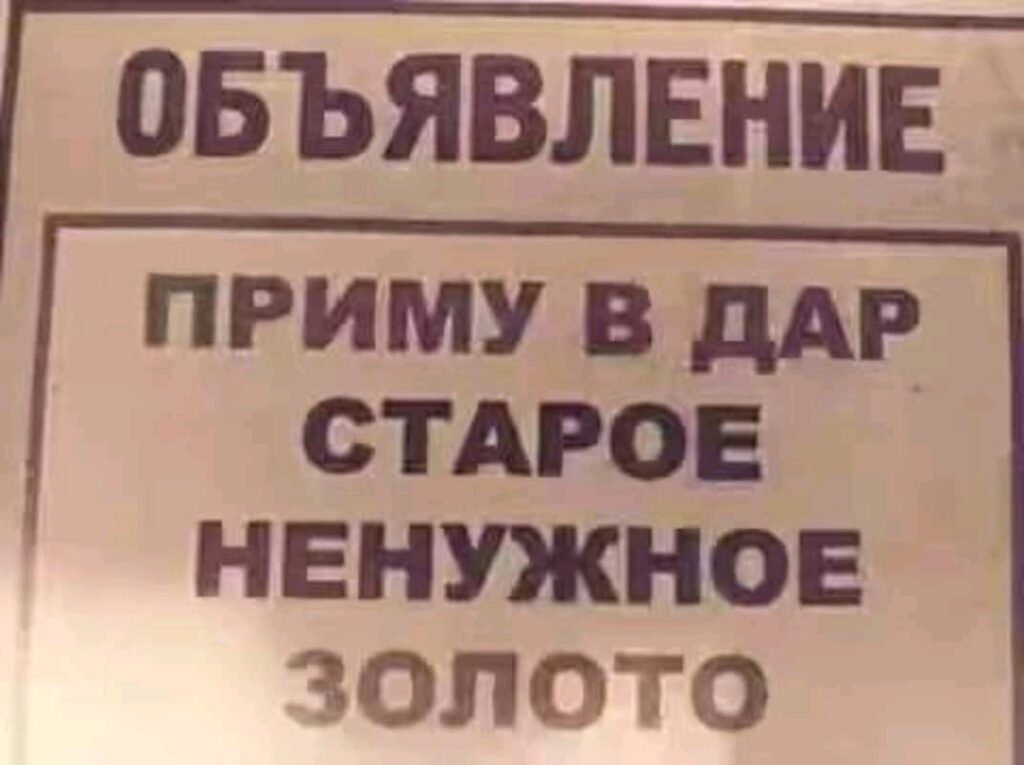 ОБЪЯВЛЕНИЕ
ПРИМУ В ДАР
СТАРОЕ
НЕНУЖНОЕ
ЗОЛОТО